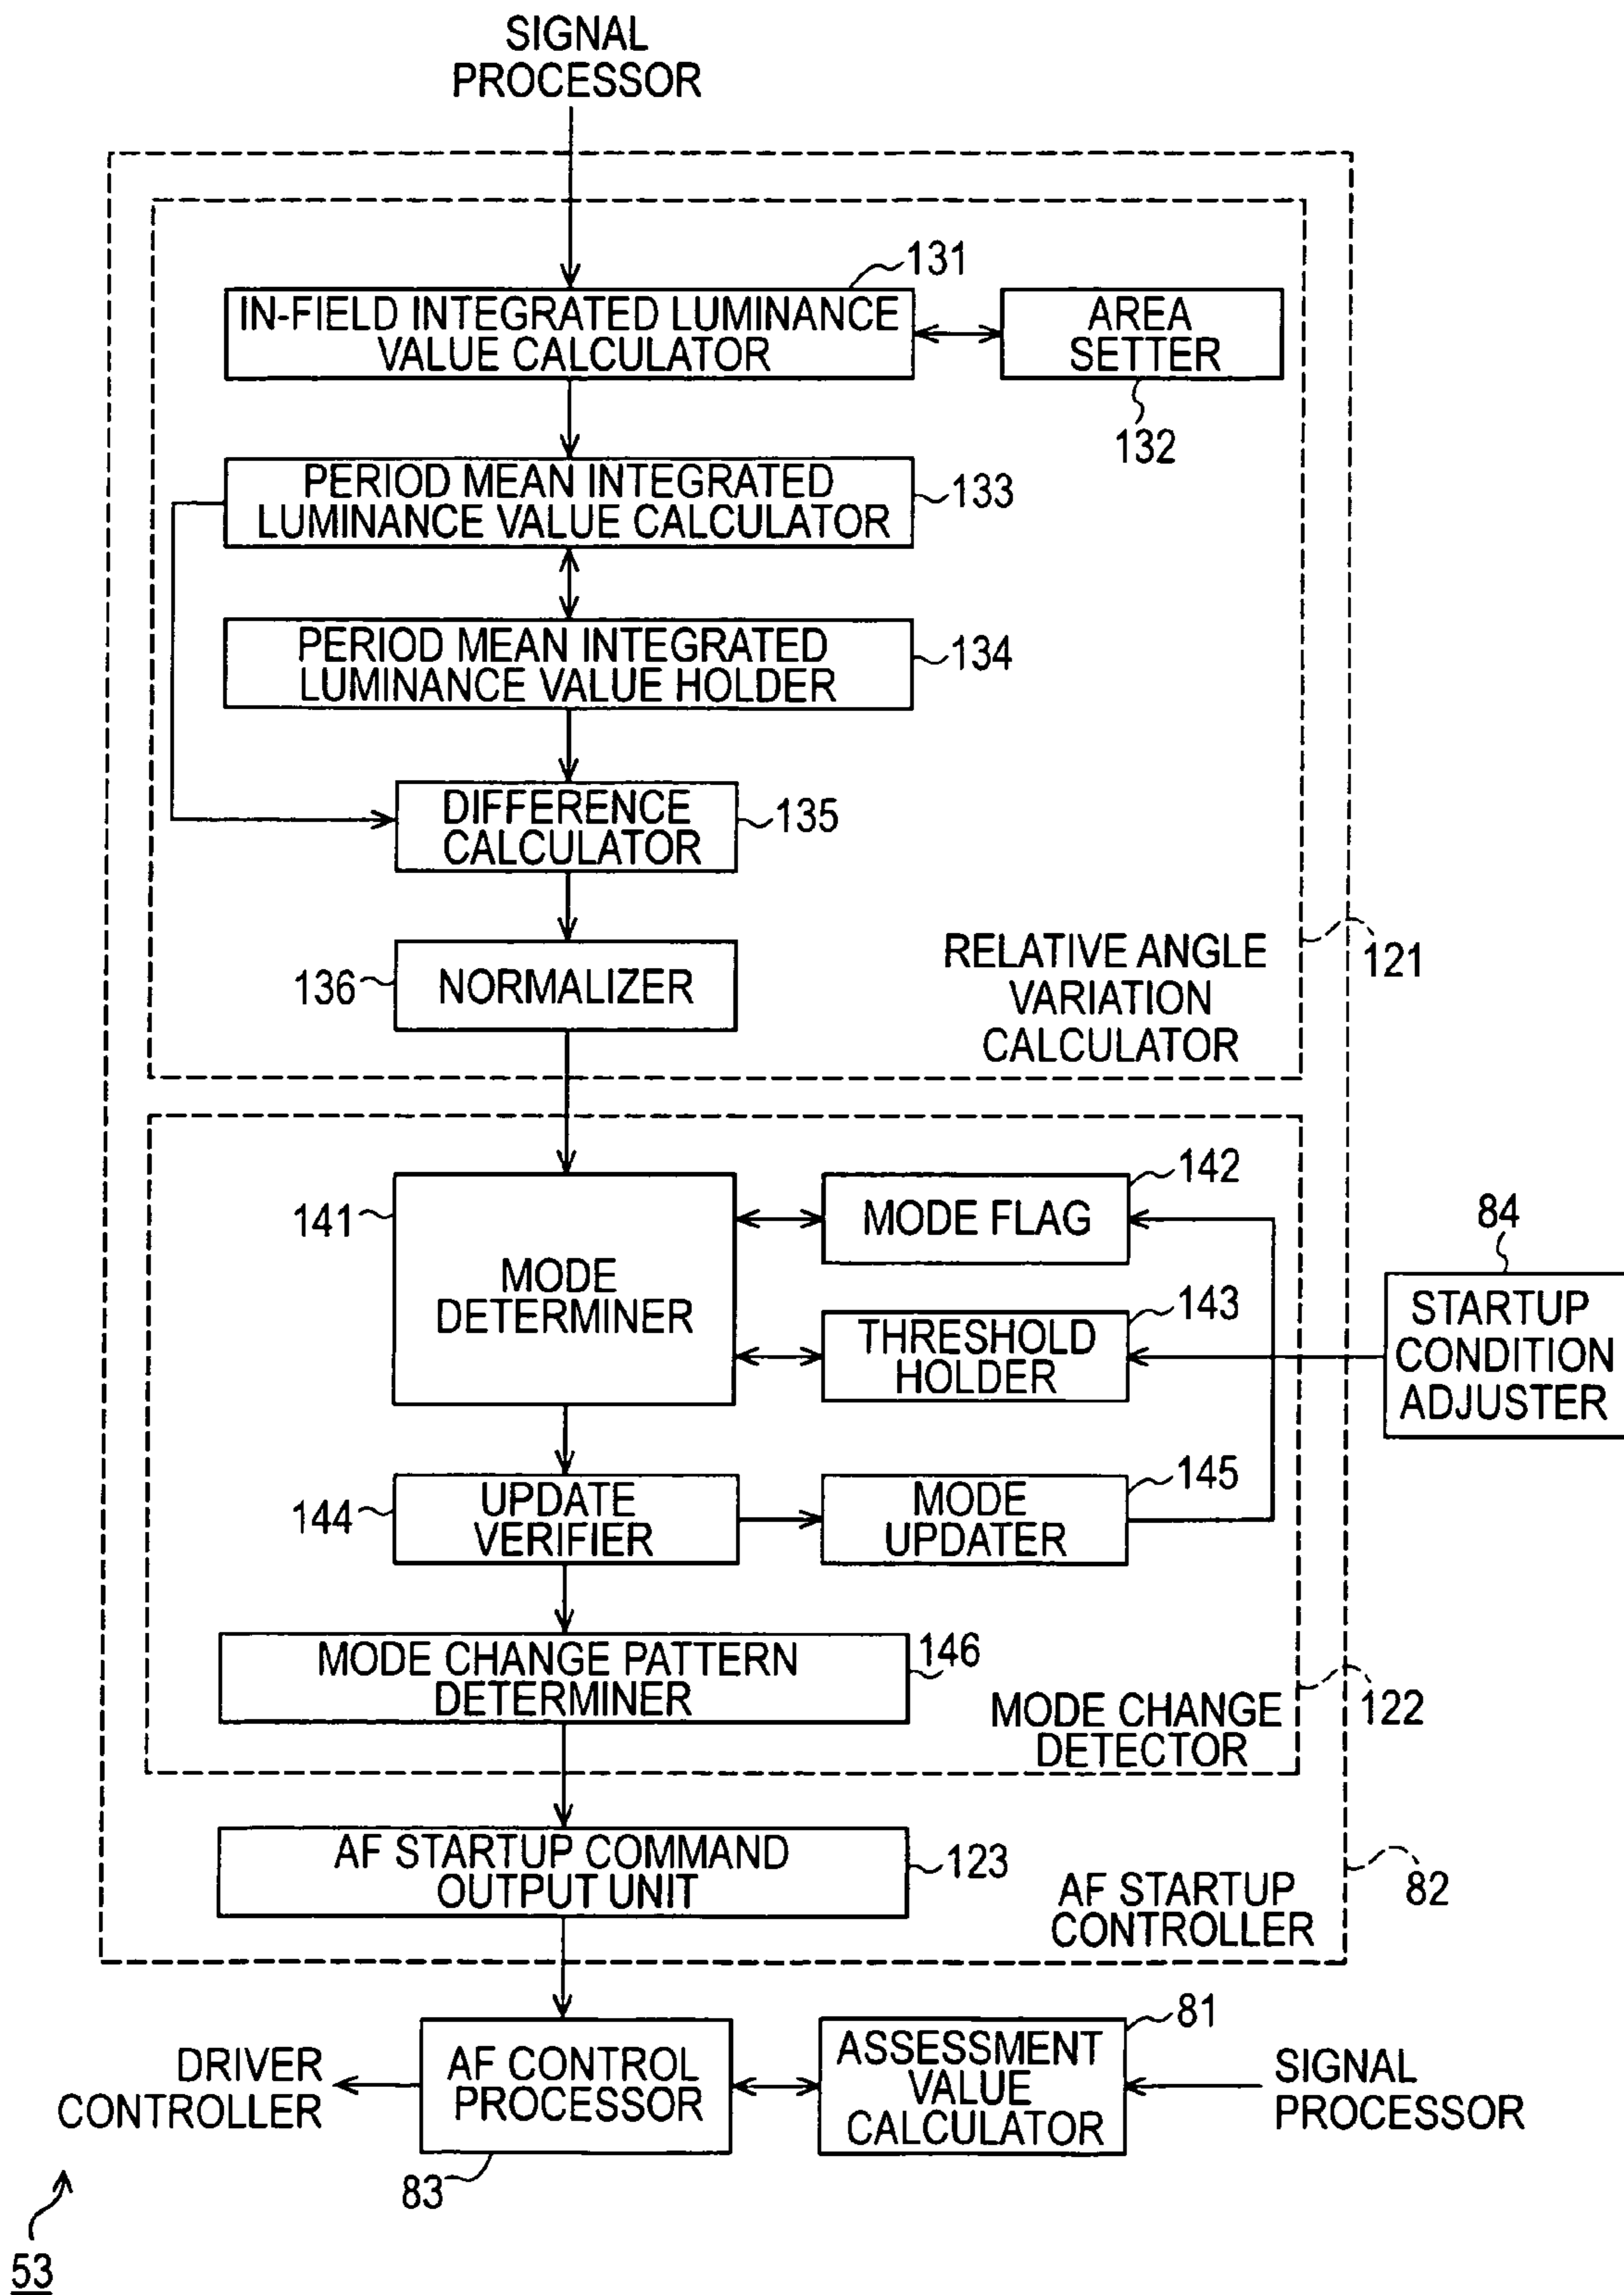 SIGNAL
PROCESSOR
131
IN-FIELD INTEGRATED LUMINANCE
VALUE CALCULATOR
AREA
SETTER
132
PERIOD MEAN INTEGRATED
LUMINANCE VALUE CALCULATOR
133
PERIOD MEAN INTEGRATED
LUMINANCE VALUE HOLDER
134
DIFFERENCE
CALCULATOR
135
136
NORMALIZER
RELATIVE ANGLE
VARIATION
CALCULATOR
121
141
MODE
DETERMINER
142
MODE FLAG
143
THRESHOLD
HOLDER
84
STARTUP
CONDITION
ADJUSTER
144
UPDATE
VERIFIER
145
MODE
UPDATER
MODE CHANGE PATTERN
DETERMINER
146
MODE CHANGE
DETECTOR
122
AF STARTUP COMMAND
OUTPUT UNIT
123
AF STARTUP
CONTROLLER
82
DRIVER
CONTROLLER
AF CONTROL
PROCESSOR
83
81
ASSESSMENT
VALUE
CALCULATOR
SIGNAL
PROCESSOR
53